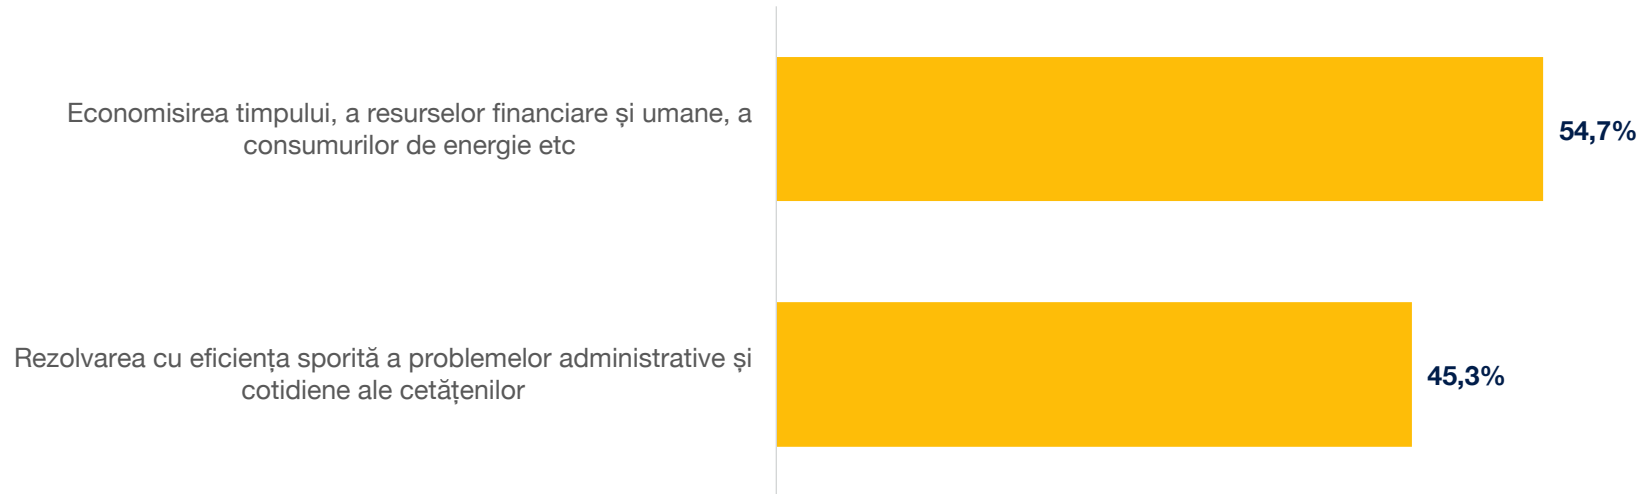 Economisirea timpului, a resurselor financiare și umane, a
consumurilor de energie etc
54,7%
Rezolvarea cu eficiența sporită a problemelor administrative și
cotidiene ale cetățenilor
45,3%